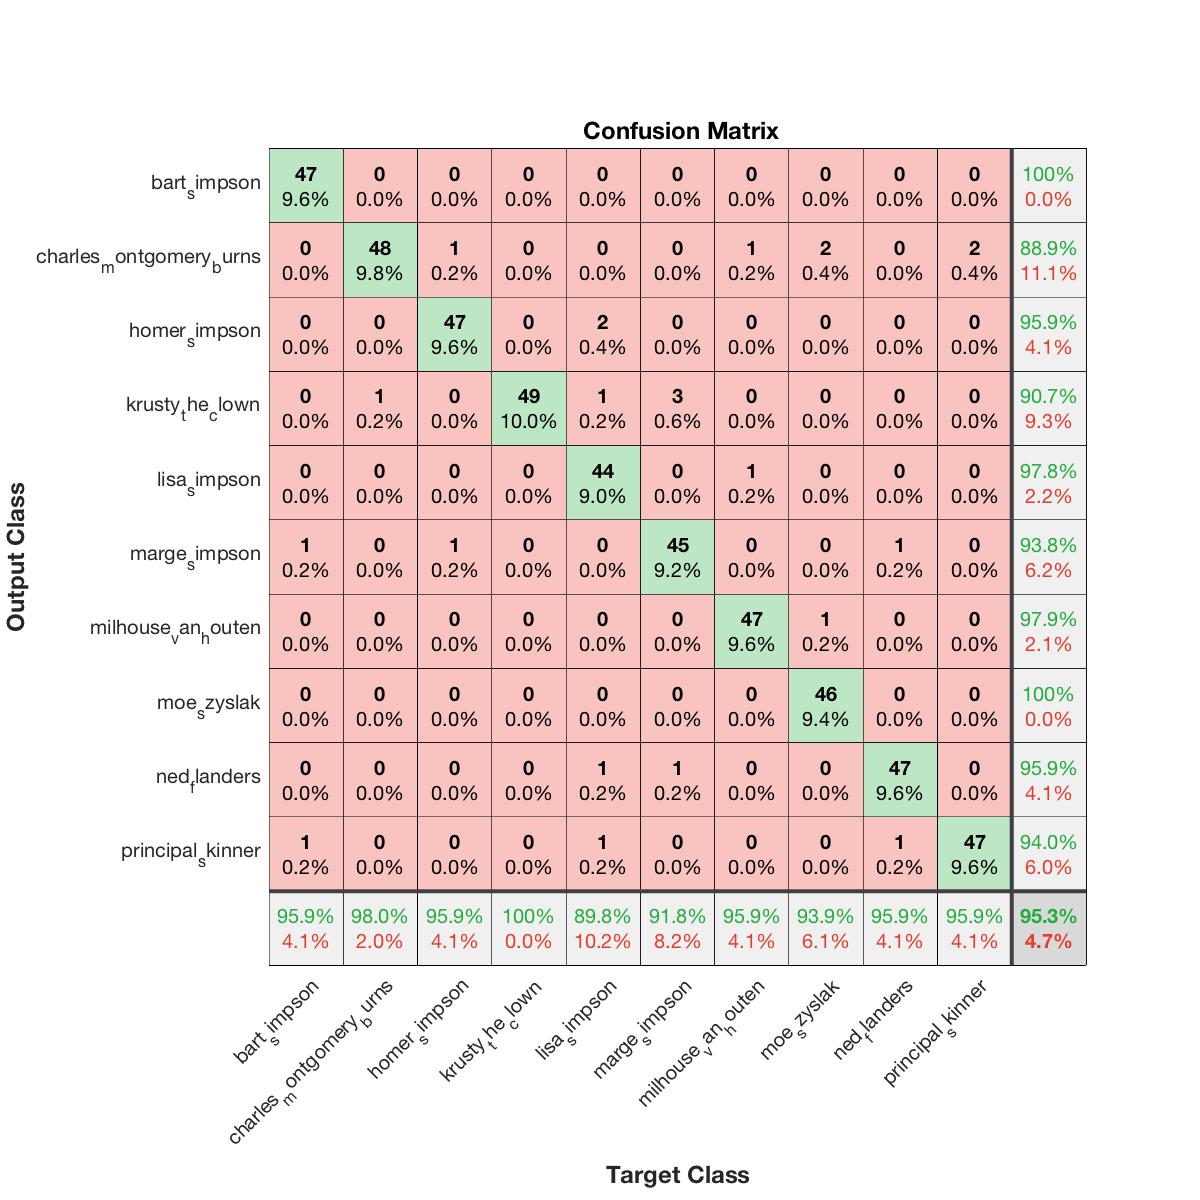 Confusion Matrix
bart_simpson 47 0 0 0 0 0 0 0 0 0 100%
9.6% 0.0% 0.0% 0.0% 0.0% 0.0% 0.0% 0.0% 0.0% 0.0% 0.0%
charles_montgomery_burns 0 48 1 0 0 0 1 2 0 2 88.9%
0.0% 9.8% 0.2% 0.0% 0.0% 0.0% 0.2% 0.4% 0.0% 0.4% 11.1%
homer_simpson 0 0 47 0 2 0 0 0 0 0 95.9%
0.0% 0.0% 9.6% 0.0% 0.4% 0.0% 0.0% 0.0% 0.0% 0.0% 4.1%
krusty_the_clown 0 1 0 49 1 3 0 0 0 0 90.7%
0.0% 0.2% 0.0% 10.0% 0.2% 0.6% 0.0% 0.0% 0.0% 0.0% 9.3%
lisa_simpson 0 0 0 0 44 0 1 0 0 0 97.8%
0.0% 0.0% 0.0% 0.0% 9.0% 0.0% 0.2% 0.0% 0.0% 0.0% 2.2%
marge_simpson 1 0 1 0 0 45 0 0 1 0 93.8%
0.2% 0.0% 0.2% 0.0% 0.0% 9.2% 0.0% 0.0% 0.2% 0.0% 6.2%
milhouse_van_houten 0 0 0 0 0 0 47 1 0 0 97.9%
0.0% 0.0% 0.0% 0.0% 0.0% 0.0% 9.6% 0.2% 0.0% 0.0% 2.1%
moe_szyslak 0 0 0 0 0 0 0 46 0 0 100%
0.0% 0.0% 0.0% 0.0% 0.0% 0.0% 0.0% 9.4% 0.0% 0.0% 0.0%
ned_flanders 0 0 0 0 1 1 0 0 47 0 95.9%
0.0% 0.0% 0.0% 0.0% 0.2% 0.2% 0.0% 0.0% 9.6% 0.0% 4.1%
principal_skinner 1 0 0 0 1 0 0 0 1 47 94.0%
0.2% 0.0% 0.0% 0.0% 0.2% 0.0% 0.0% 0.0% 0.2% 9.6% 6.0%
95.9% 98.0% 95.9% 100% 89.8% 91.8% 95.9% 93.9% 95.9% 95.9% 95.3%
4.1% 2.0% 4.1% 0.0% 10.2% 8.2% 4.1% 6.1% 4.1% 4.1% 4.7%
bart_simpson
charles_montgomery_burns
homer_simpson
krusty_the_clown
lisa_simpson
marge_simpson
milhouse_van_houten
moe_szyslak
ned_flanders
principal_skinner
Target Class
Output Class